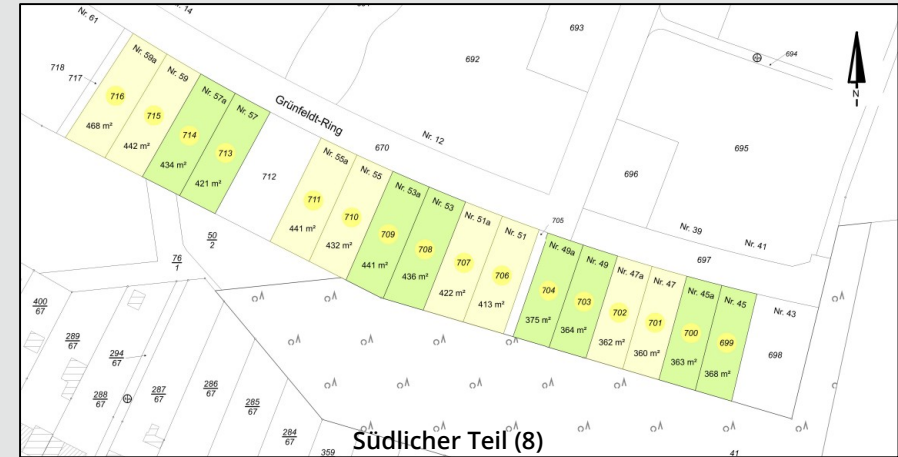 Nr. 61
Nr. 14
693
694
692
718
717
Nr. 59a
Nr. 59
Nr. 57a
Nr. 57
Grünfeldt-Ring
Nr. 12
670
695
696
716
715
714
713
712
468 m²
442 m²
434 m²
421 m²
Nr. 55a
Nr. 55
Nr. 53a
Nr. 53
Nr. 51a
Nr. 51
705
711
710
709
708
707
706
441 m²
432 m²
441 m²
436 m²
422 m²
413 m²
Nr. 39
Nr. 41
697
Nr. 49a
Nr. 49
Nr. 47a
Nr. 47
Nr. 45a
Nr. 45
Nr. 43
704
703
702
701
700
699
698
375 m²
364 m²
362 m²
360 m²
363 m²
368 m²
N
50
2
76
1
400
67
289
67
294
67
288
67
287
67
286
67
285
67
284
67
359
41
Südlicher Teil (8)